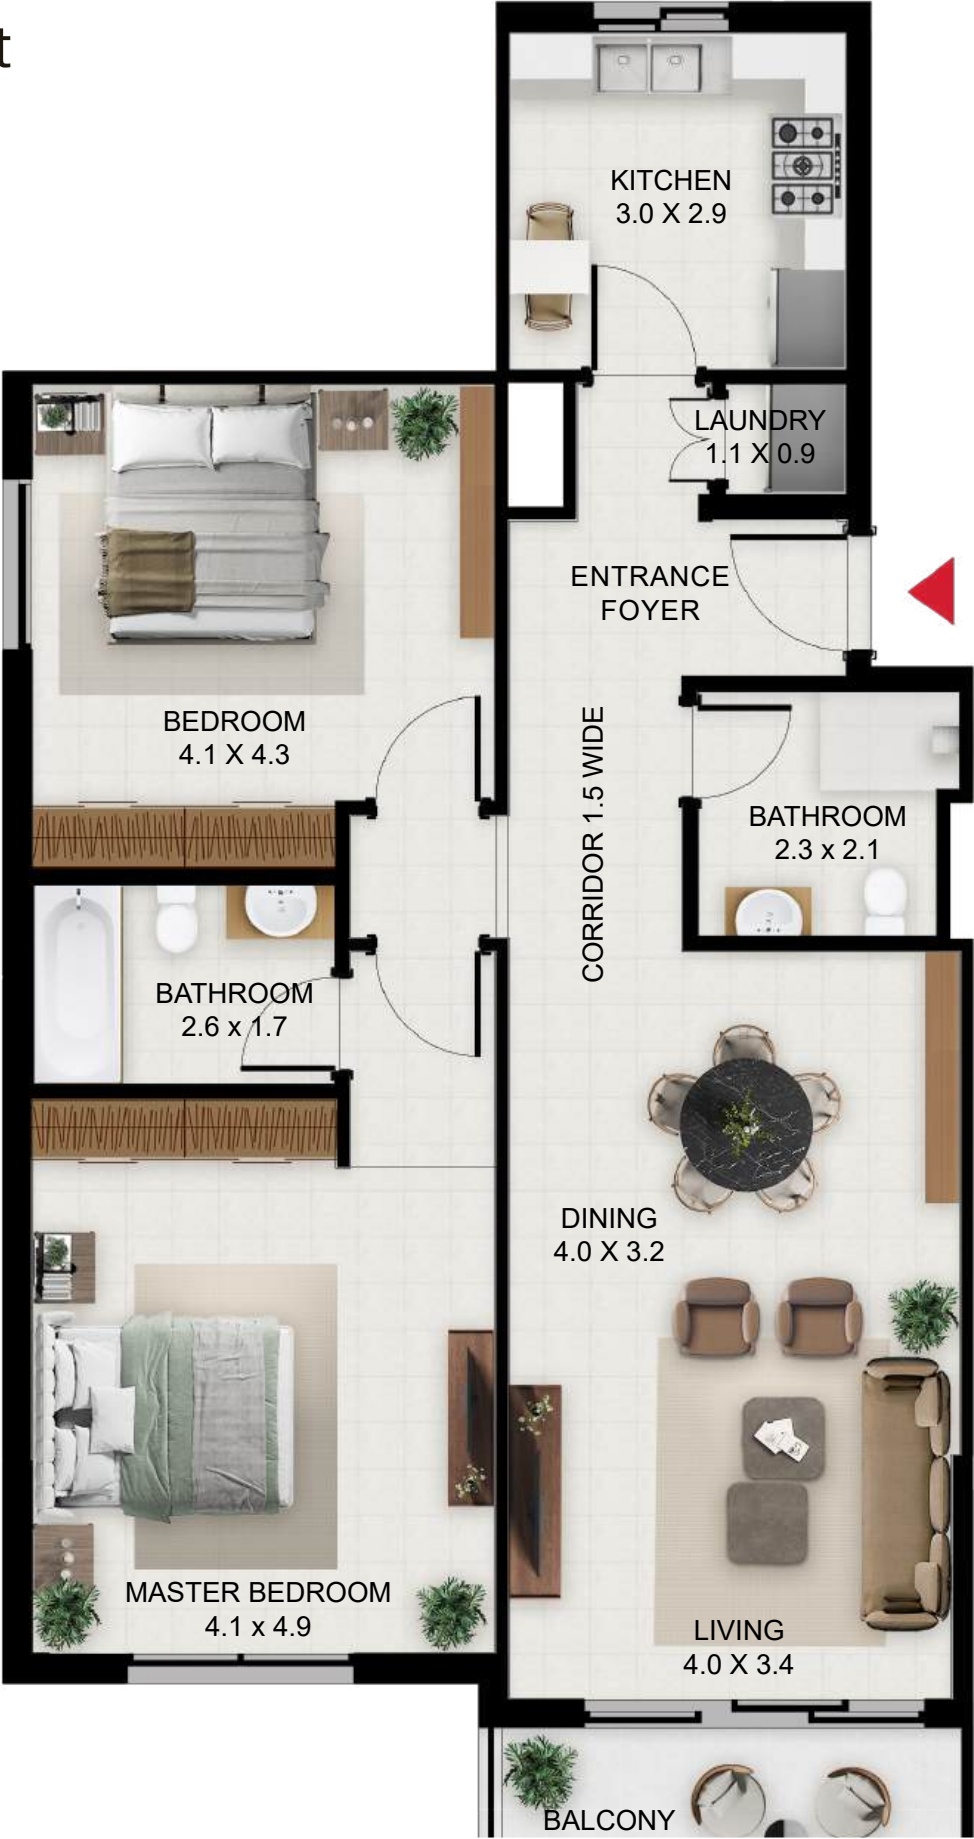 t
KITCHEN
3.0 X 2.9
LAUNDRY
1.1 X 0.9
ENTRANCE
FOYER
BEDROOM
4.1 X 4.3
CORRIDOR 1.5 WIDE
BATHROOM
2.3 x 2.1
BATHROOM
2.6 x 1.7
DINING
4.0 X 3.2
MASTER BEDROOM
4.1 x 4.9
LIVING
4.0 X 3.4
BALCONY